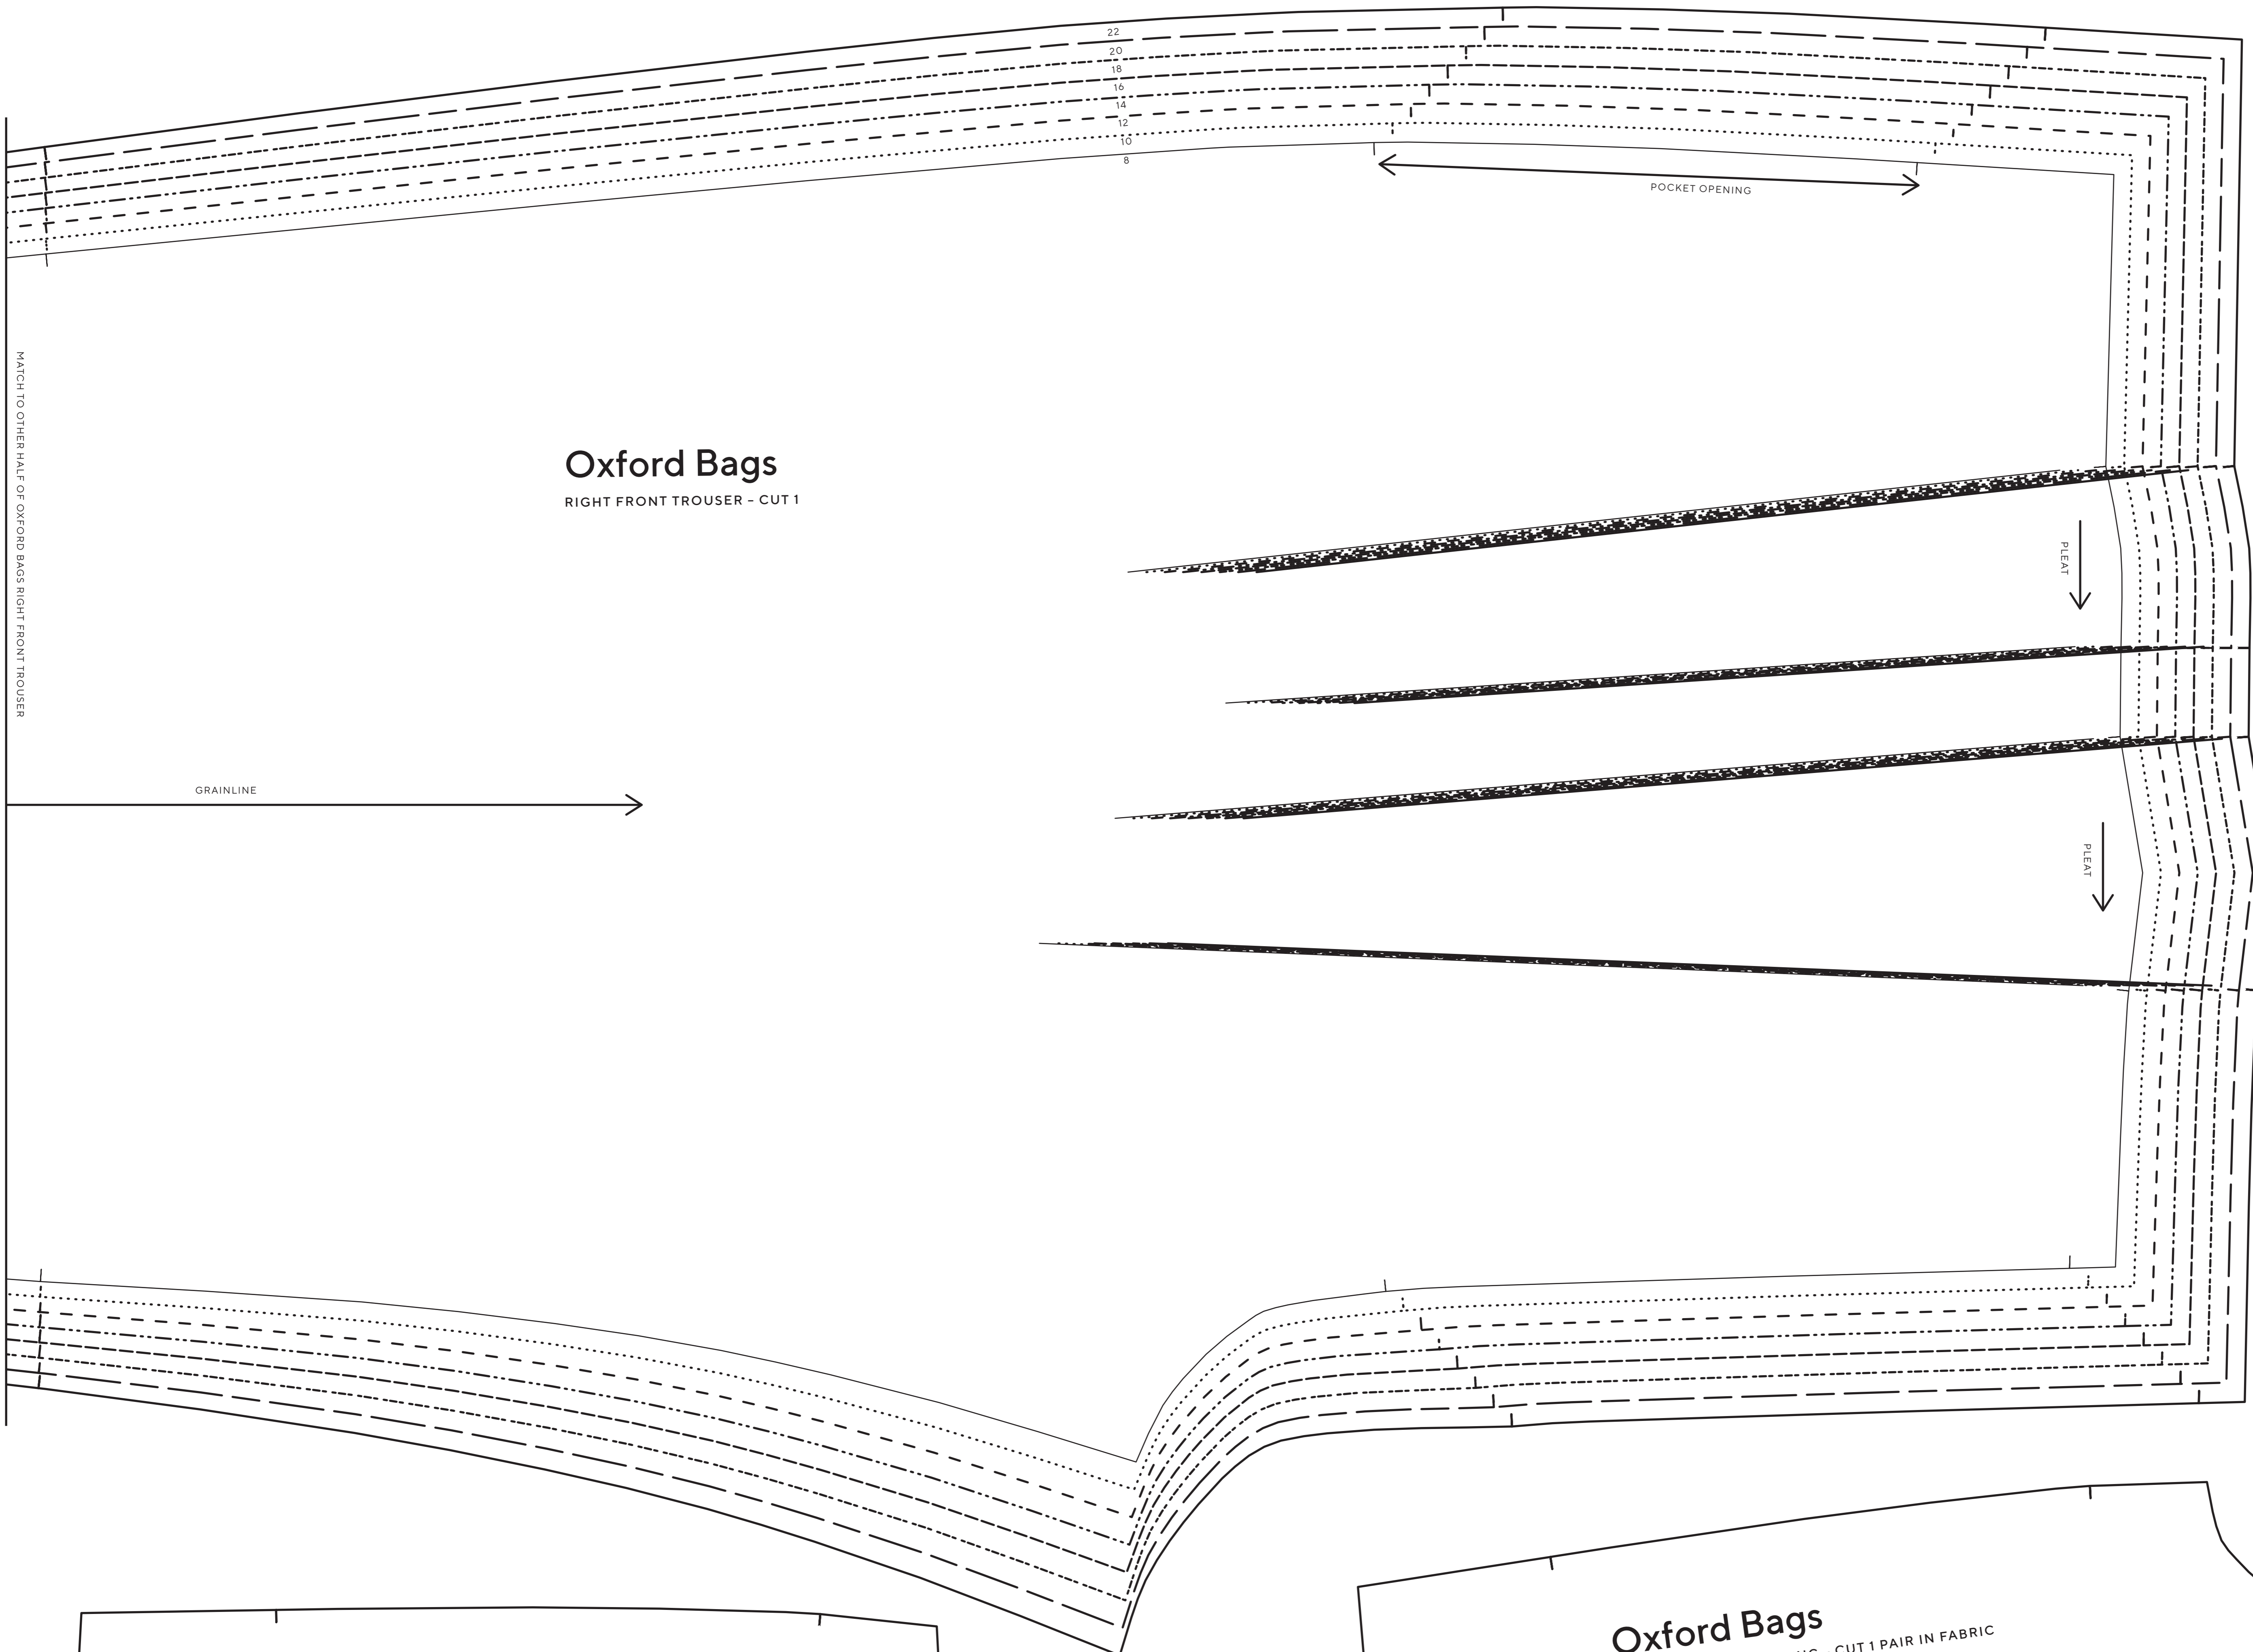 22
20
18
16
14
12
10
8
POCKET OPENING
MATCH TO OTHER HALF OF OXFORD BAGS RIGHT FRONT TROUSER
Oxford Bags
RIGHT FRONT TROUSER – CUT 1
PLEAT
GRAINLINE
PLEAT
Oxford Bags
– CUT 1 PAIR IN FABRIC